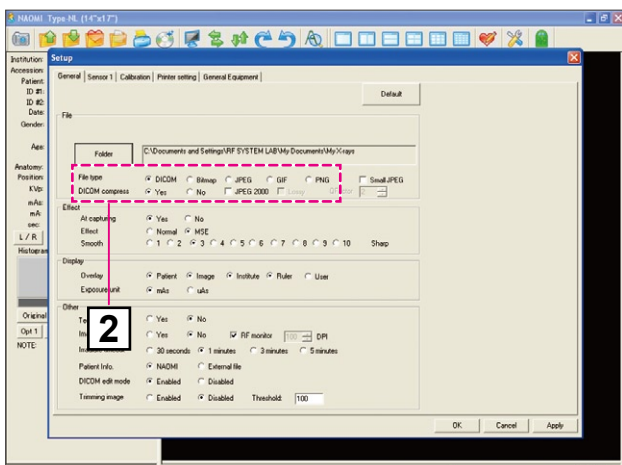 NAOMI Type-NL (14"x17")
Institution:
Accession
Patient
ID #1:
ID #2:
Date:
Gender:
Age:
Anatomy:
Position:
KVp:
mAs:
mA:
sec:
L / R
Histogram
Original
Opt 1
NOTE:
Setup
General Sensor 1 Calibration Printer setting General Equipment
Default
File
Folder C:\Documents and Settings\RF SYSTEM LAB\My Documents\My X-rays
File type DICOM Bitmap JPEG GIF PNG Small JPEG
DICOM compress Yes No JPEG 2000 Lossy 2
Effect
At capturing Yes No
Effect Normal MSE
Smooth 1 2 3 4 5 6 7 8 9 10 Sharp
Display
Overlay Patient Image Institute Ruler User
Exposure unit mAs uAs
Other
Yes No
Yes No RF monitor 100 DPI
30 seconds 1 minutes 3 minutes 5 minutes
Patient Info. NAOMI External file
DICOM edit mode Enabled Disabled
Trimming image Enabled Disabled Threshold: 100
2
OK Cancel Apply